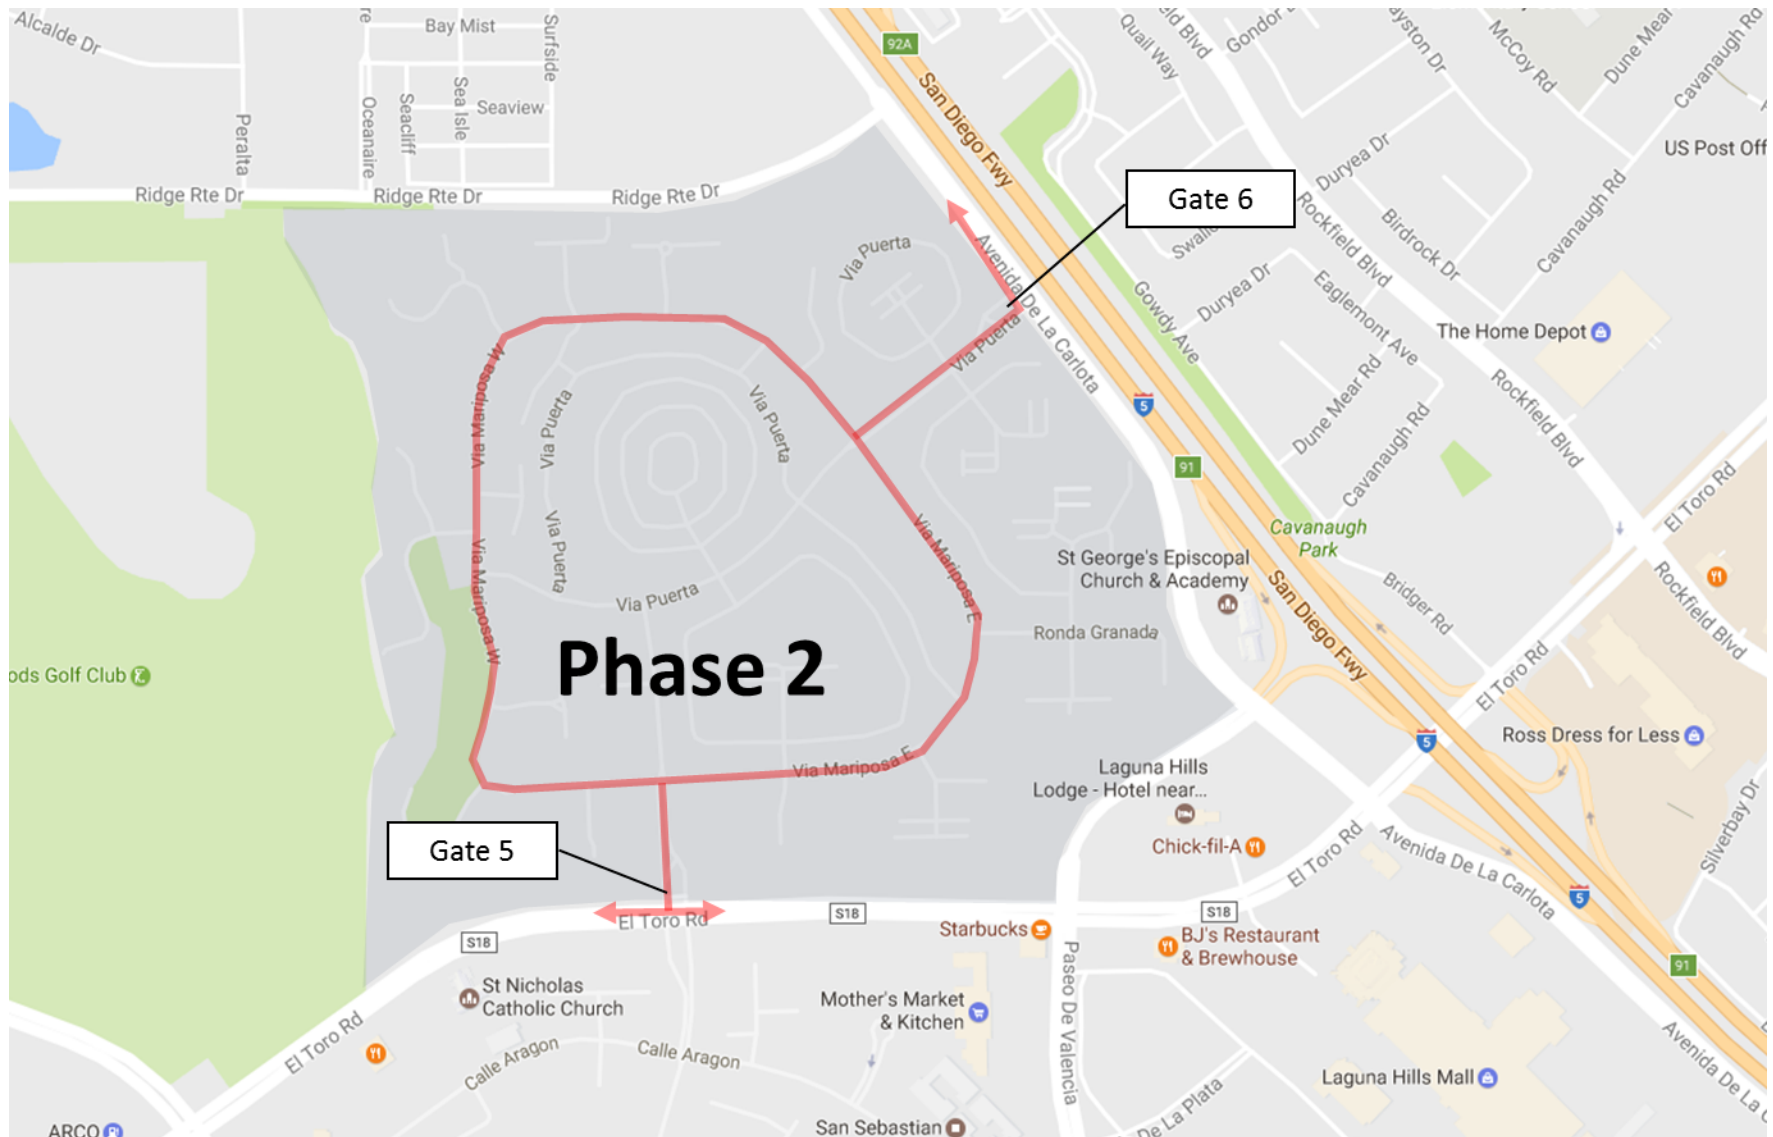 Alcalde Dr
Bay Mist
Surfside
92A
Quail Way
McCoy Rd
Dune Mear
Cavanaugh Rd
Peralta
Oceanaire
Seacliff
Sea Isle
Seaview
San Diego Fwy
Duryea Dr
US Post Off
Ridge Rte Dr
Ridge Rte Dr
Ridge Rte Dr
Gate 6
Rockfield Blvd
Birdrock Dr
Cavanaugh Rd
Via Puerta
Avenida De La Carlota
Gowdy Ave
Duryea Dr
Eaglemont Ave
The Home Depot
Via Puerta
Via Mariposa W
Via Puerta
Via Puerta
5
Dune Mear Rd
Rockfield Blvd
Cavanaugh Rd
91
El Toro Rd
Via Puerta
Via Mariposa E
Cavanaugh
Park
St George's Episcopal
Church & Academy
Via Mariposa W
Via Puerta
San Diego Fwy
Bridger Rd
Rockfield Blvd
Ronda Granada
Phase 2
ods Golf Club
El Toro Rd
Ross Dress for Less
5
Via Mariposa E
Laguna Hills
Lodge - Hotel near...
Silverbay Dr
Gate 5
Chick-fil-A
El Toro Rd
Avenida De La Carlota
5
El Toro Rd
S18
S18
S18
Starbucks
BJ's Restaurant
& Brewhouse
91
St Nicholas
Catholic Church
Mother's Market
& Kitchen
Paseo De Valencia
El Toro Rd
Calle Aragon
Calle Aragon
Laguna Hills Mall
De La Plata
San Sebastian
ARCO